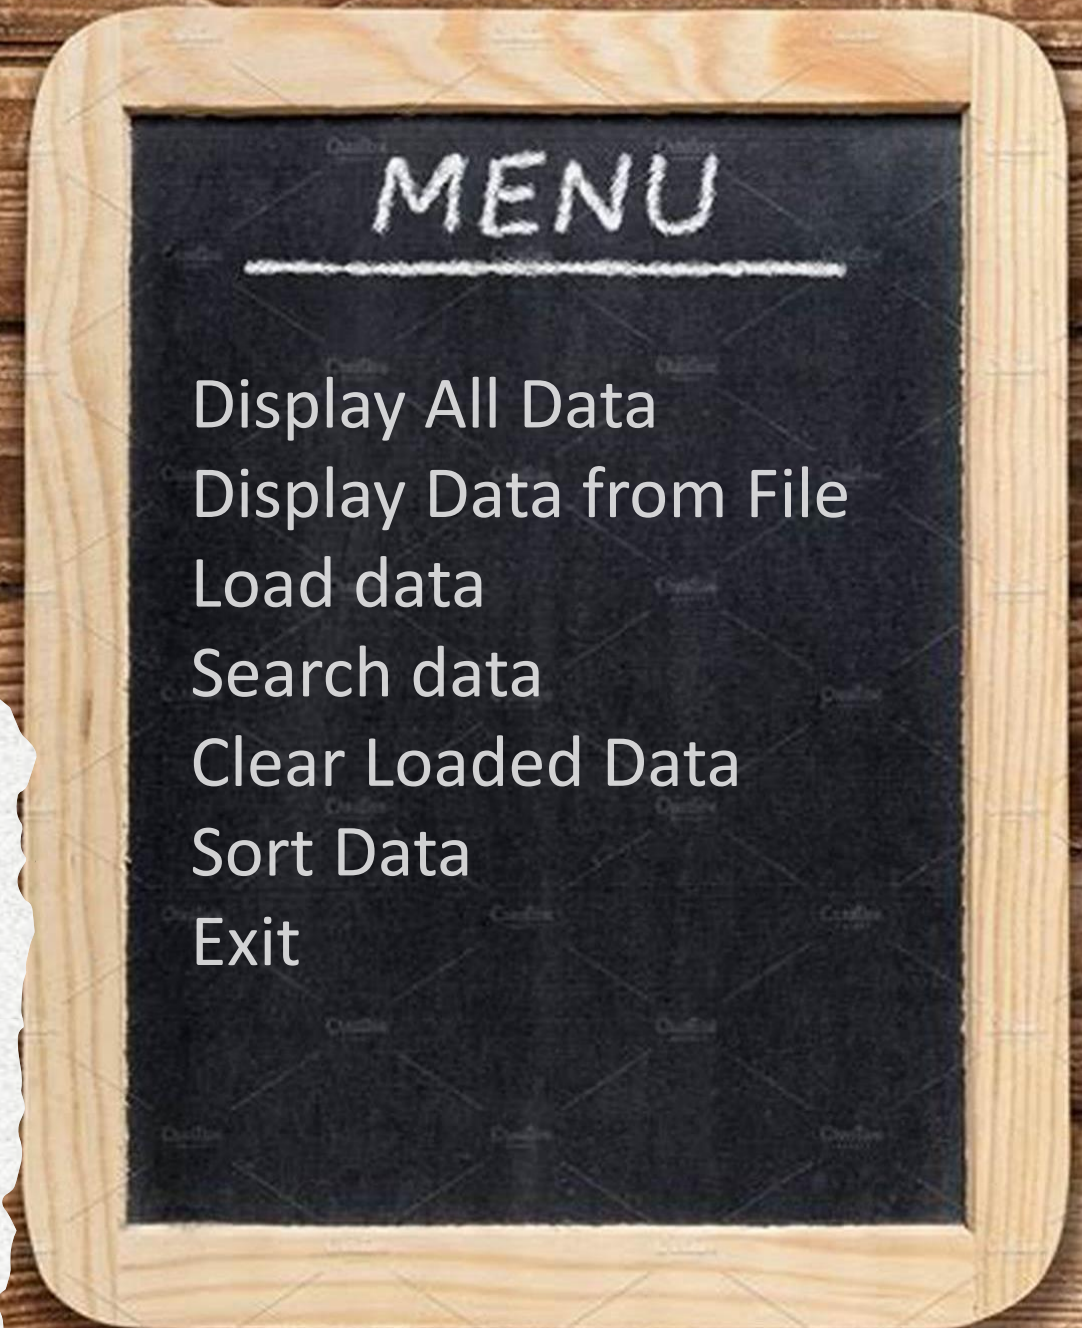 MENU
Display All Data
Display Data from File
Load data
Search data
Clear Loaded Data
Sort Data
Exit